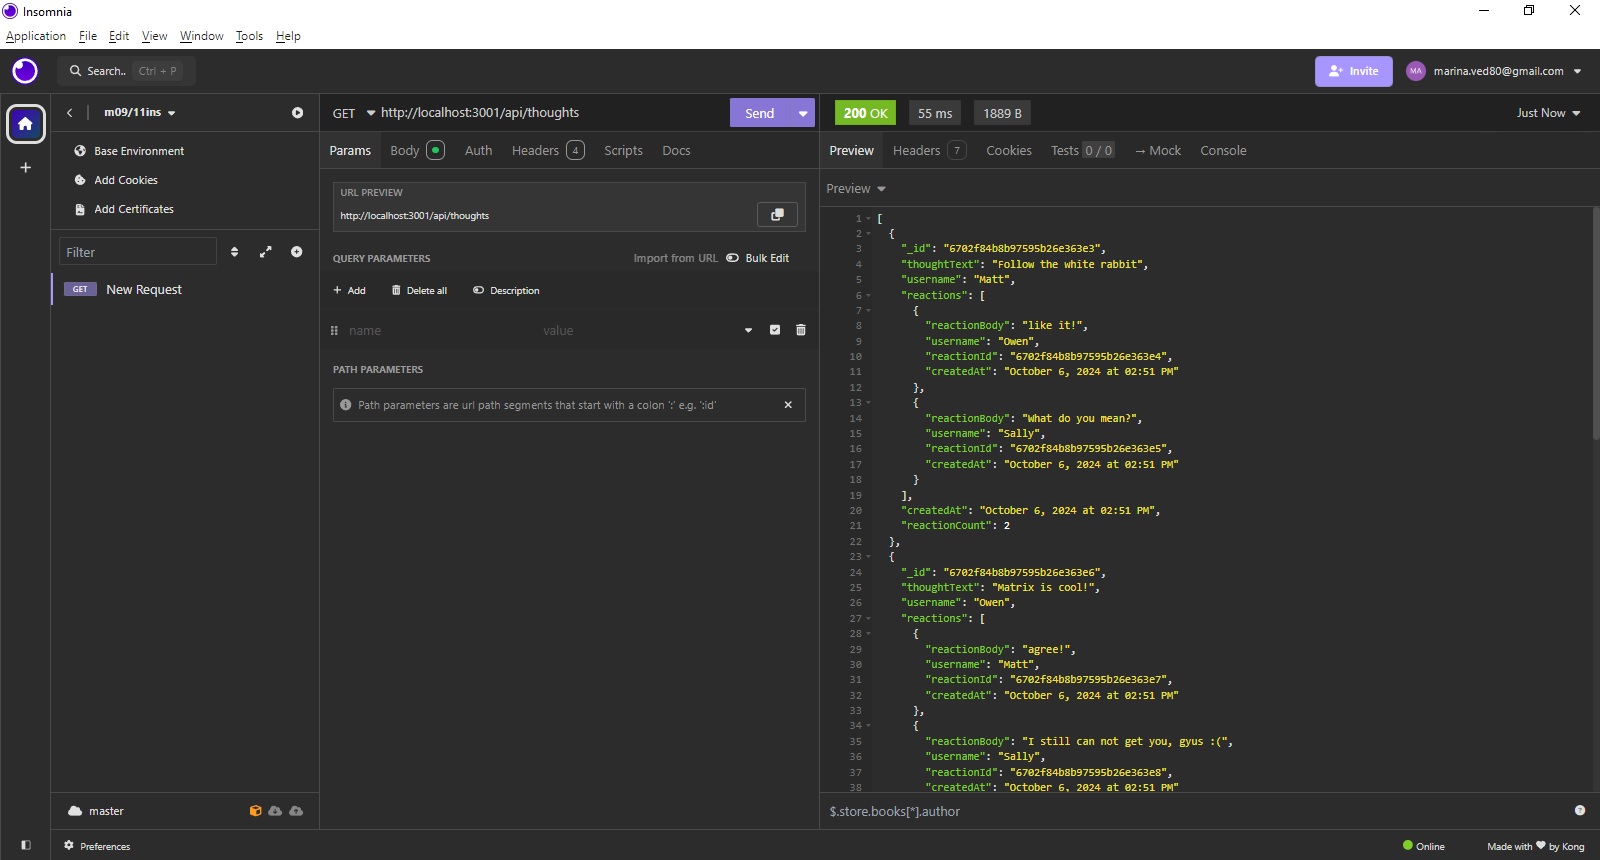 Insomnia
Application File Edit View Window Tools Help
Search.. Ctrl + P
Invite
MA marina.ved80@gmail.com
m09/11ins
Base Environment
Add Cookies
Add Certificates
Filter
GET New Request
master
Preferences
GET http://localhost:3001/api/thoughts Send
Params Body Auth Headers 4 Scripts Docs
URL PREVIEW
http://localhost:3001/api/thoughts
QUERY PARAMETERS Import from URL Bulk Edit
+ Add Delete all Description
name value
PATH PARAMETERS
Path parameters are url path segments that start with a colon ':' e.g. ':id'
200 OK 55 ms 1889 B Just Now
Preview Headers 7 Cookies Tests 0 / 0 → Mock Console
Preview
1 [
2 {
3 "_id": "6702f84b8b97595b26e363e3",
4 "thoughtText": "Follow the white rabbit",
5 "username": "Matt",
6 "reactions": [
7 {
8 "reactionBody": "like it!",
9 "username": "Owen",
10 "reactionId": "6702f84b8b97595b26e363e4",
11 "createdAt": "October 6, 2024 at 02:51 PM"
12 },
13 {
14 "reactionBody": "What do you mean?",
15 "username": "Sally",
16 "reactionId": "6702f84b8b97595b26e363e5",
17 "createdAt": "October 6, 2024 at 02:51 PM"
18 }
19 ],
20 "createdAt": "October 6, 2024 at 02:51 PM",
21 "reactionCount": 2
22 },
23 {
24 "_id": "6702f84b8b97595b26e363e6",
25 "thoughtText": "Matrix is cool!",
26 "username": "Owen",
27 "reactions": [
28 {
29 "reactionBody": "agree!",
30 "username": "Matt",
31 "reactionId": "6702f84b8b97595b26e363e7",
32 "createdAt": "October 6, 2024 at 02:51 PM"
33 },
34 {
35 "reactionBody": "I still can not get you, gyus :(",
36 "username": "Sally",
37 "reactionId": "6702f84b8b97595b26e363e8",
38 "createdAt": "October 6, 2024 at 02:51 PM"
$.store.books[*].author
Online Made with ♥ by Kong